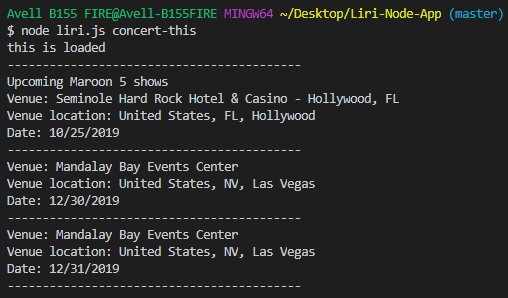 Avell B155 FIRE@Avell-B155FIRE MINGW64 ~/Desktop/Liri-Node-App (master)
$ node liri.js concert-this
this is loaded
------------------------------------------
Upcoming Maroon 5 shows
Venue: Seminole Hard Rock Hotel & Casino - Hollywood, FL
Venue location: United States, FL, Hollywood
Date: 10/25/2019
------------------------------------------
Venue: Mandalay Bay Events Center
Venue location: United States, NV, Las Vegas
Date: 12/30/2019
------------------------------------------
Venue: Mandalay Bay Events Center
Venue location: United States, NV, Las Vegas
Date: 12/31/2019
------------------------------------------